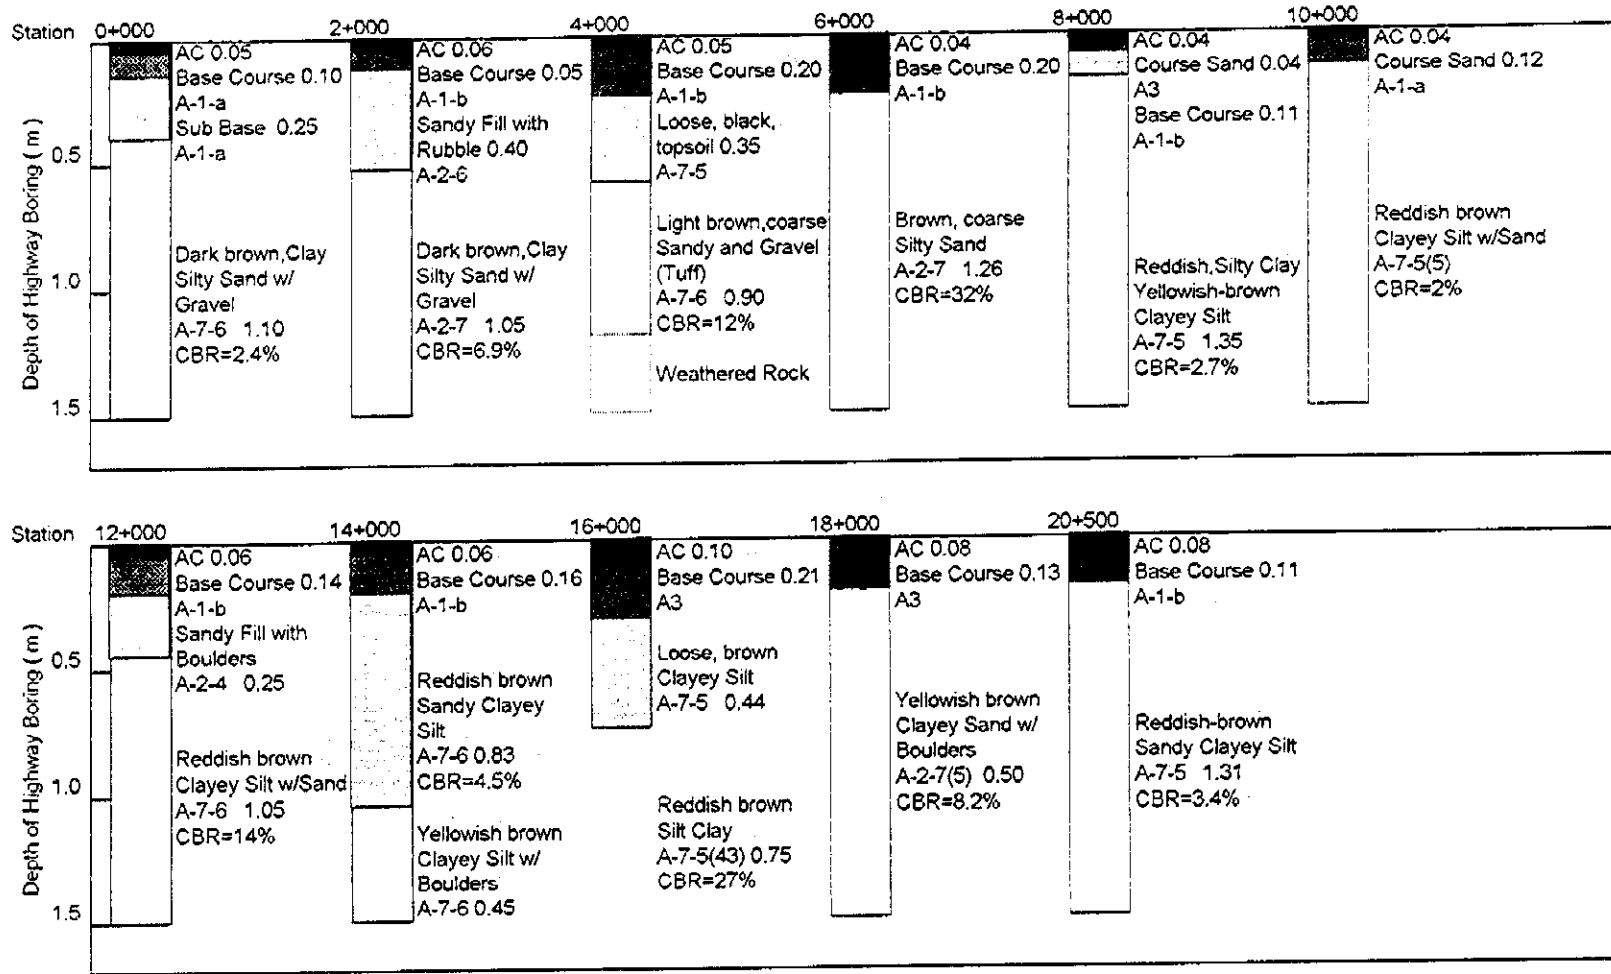 Station
0+000
2+000
4+000
6+000
8+000
10+000
Depth of Highway Boring ( m )
0.5
1.0
1.5
AC 0.05
Base Course 0.10
A-1-a
Sub Base 0.25
A-1-a
Dark brown,Clay
Silty Sand w/
Gravel
A-7-6 1.10
CBR=2.4%
AC 0.06
Base Course 0.05
A-1-b
Sandy Fill with
Rubble 0.40
A-2-6
Dark brown,Clay
Silty Sand w/
Gravel
A-2-7 1.05
CBR=6.9%
AC 0.05
Base Course 0.20
A-1-b
Loose, black,
topsoil 0.35
A-7-5
Light brown,coarse
Sandy and Gravel
(Tuff)
A-7-6 0.90
CBR=12%
Weathered Rock
AC 0.04
Base Course 0.20
A-1-b
Brown, coarse
Silty Sand
A-2-7 1.26
CBR=32%
AC 0.04
Course Sand 0.04
A3
Base Course 0.11
A-1-b
Reddish,Silty Clay
Yellowish-brown
Clayey Silt
A-7-5 1.35
CBR=2.7%
AC 0.04
Course Sand 0.12
A-1-a
Reddish brown
Clayey Silt w/Sand
A-7-5(5)
CBR=2%
Station
12+000
14+000
16+000
18+000
20+500
Depth of Highway Boring ( m )
0.5
1.0
1.5
AC 0.06
Base Course 0.14
A-1-b
Sandy Fill with
Boulders
A-2-4 0.25
Reddish brown
Clayey Silt w/Sand
A-7-6 1.05
CBR=14%
AC 0.06
Base Course 0.16
A-1-b
Reddish brown
Sandy Clayey
Silt
A-7-6 0.83
CBR=4.5%
Yellowish brown
Clayey Silt w/
Boulders
A-7-6 0.45
AC 0.10
Base Course 0.21
A3
Loose, brown
Clayey Silt
A-7-5 0.44
Reddish brown
Silt Clay
A-7-5(43) 0.75
CBR=27%
AC 0.08
Base Course 0.13
A3
Yellowish brown
Clayey Sand w/
Boulders
A-2-7(5) 0.50
CBR=8.2%
AC 0.08
Base Course 0.11
A-1-b
Reddish-brown
Sandy Clayey Silt
A-7-5 1.31
CBR=3.4%